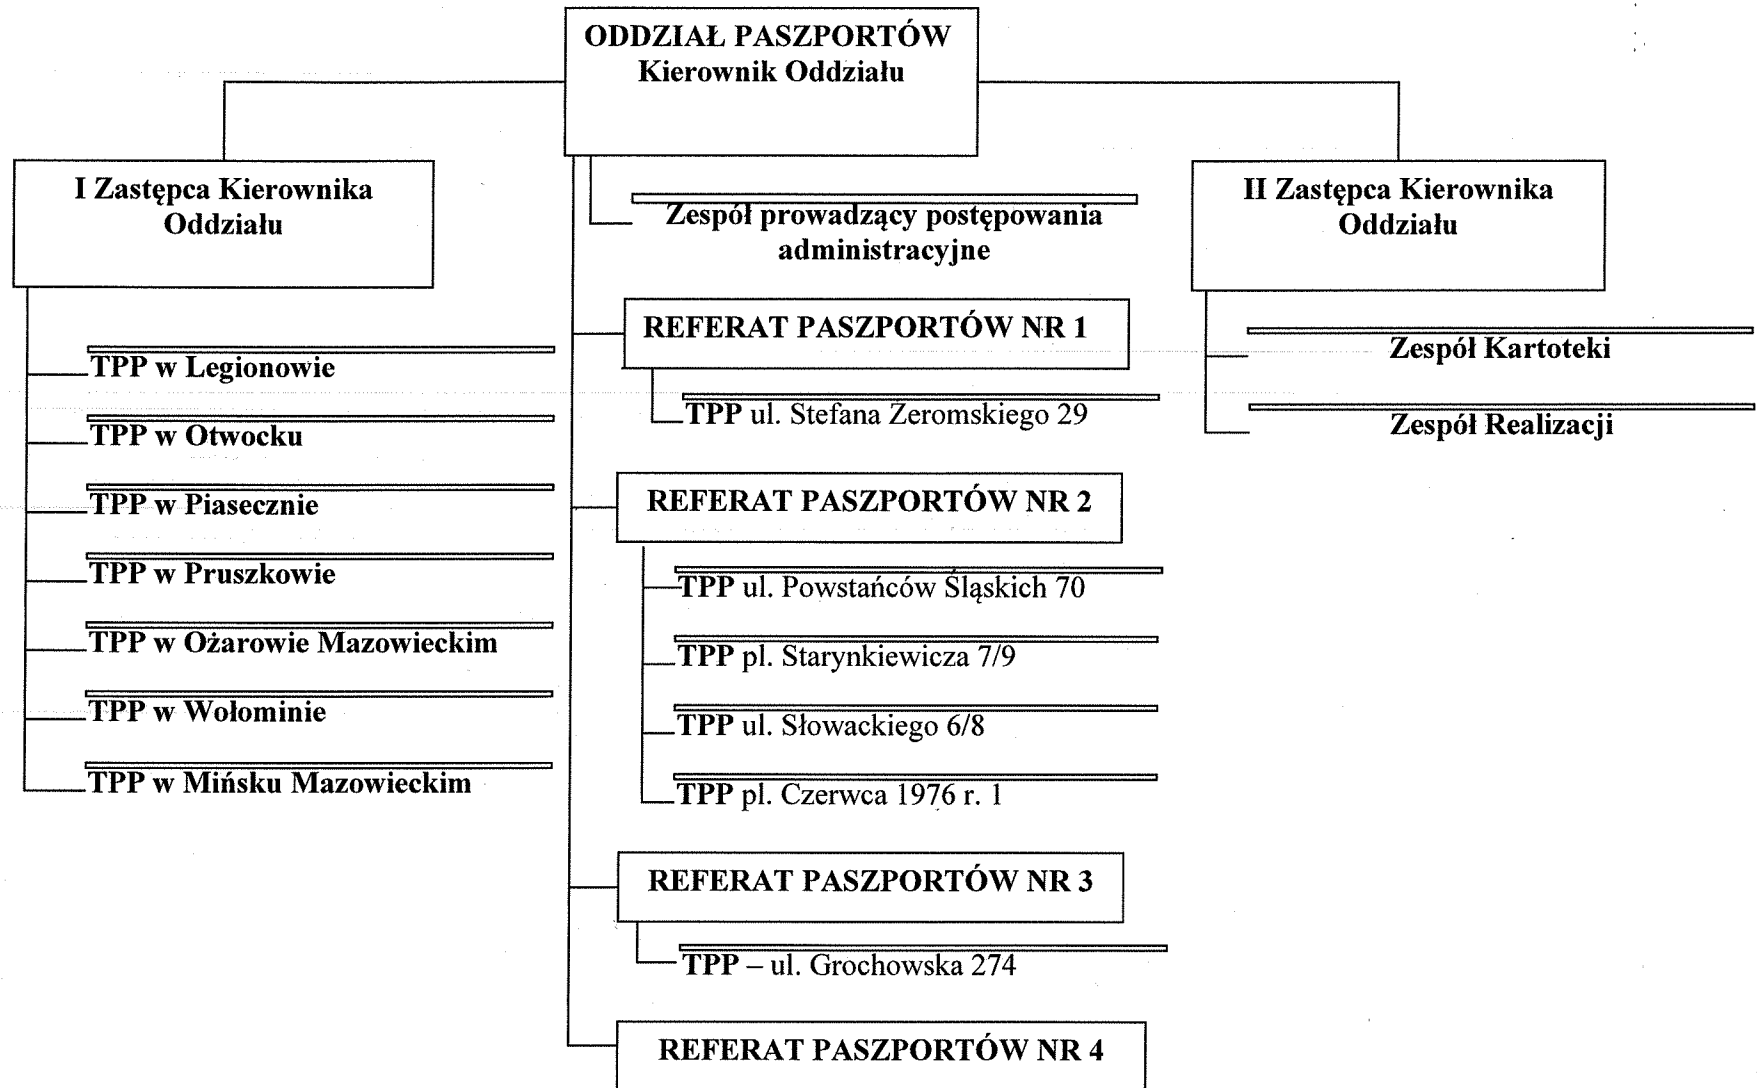 ODDZIAŁ PASZPORTÓW
Kierownik Oddziału
I Zastępca Kierownika
Oddziału
TPP w Legionowie
TPP w Otwocku
TPP w Piasecznie
TPP w Pruszkowie
TPP w Ożarowie Mazowieckim
TPP w Wołominie
TPP w Mińsku Mazowieckim
Zespół prowadzący postępowania
administracyjne
REFERAT PASZPORTÓW NR 1
TPP ul. Stefana Żeromskiego 29
REFERAT PASZPORTÓW NR 2
TPP ul. Powstańców Śląskich 70
TPP pl. Starynkiewicza 7/9
TPP ul. Słowackiego 6/8
TPP pl. Czerwca 1976 r. 1
REFERAT PASZPORTÓW NR 3
TPP – ul. Grochowska 274
REFERAT PASZPORTÓW NR 4
II Zastępca Kierownika
Oddziału
Zespół Kartoteki
Zespół Realizacji